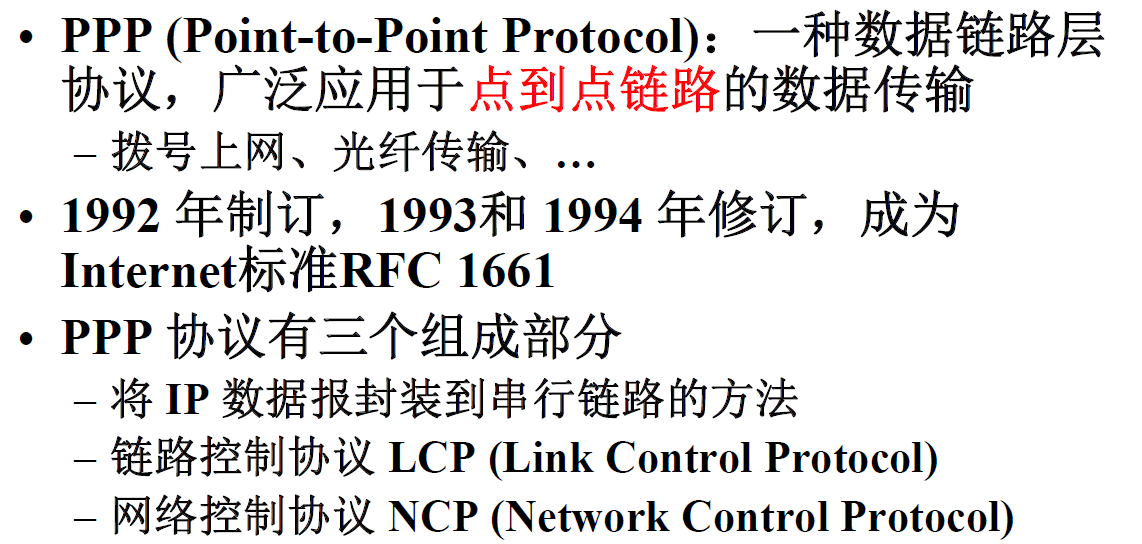 • PPP (Point-to-Point Protocol)：一种数据链路层
协议，广泛应用于点到点链路的数据传输
– 拨号上网、光纤传输、…
• 1992 年制订，1993和 1994 年修订，成为
Internet标准RFC 1661
• PPP 协议有三个组成部分
– 将 IP 数据报封装到串行链路的方法
– 链路控制协议 LCP (Link Control Protocol)
– 网络控制协议 NCP (Network Control Protocol)